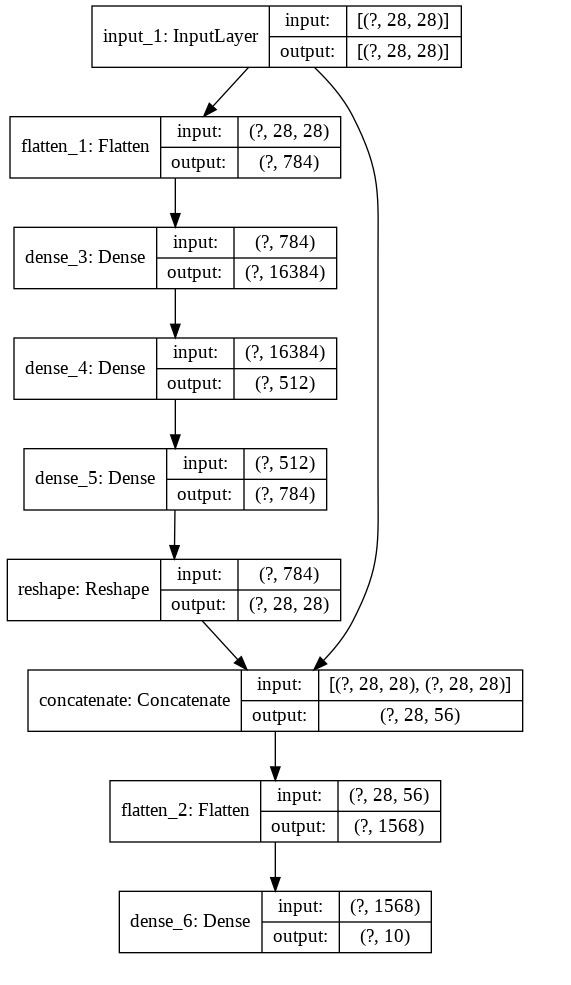 input_1: InputLayer
input: [(?, 28, 28)]
output: [(?, 28, 28)]
flatten_1: Flatten
input: (?, 28, 28)
output: (?, 784)
dense_3: Dense
input: (?, 784)
output: (?, 16384)
dense_4: Dense
input: (?, 16384)
output: (?, 512)
dense_5: Dense
input: (?, 512)
output: (?, 784)
reshape: Reshape
input: (?, 784)
output: (?, 28, 28)
concatenate: Concatenate
input: [(?, 28, 28), (?, 28, 28)]
output: (?, 28, 56)
flatten_2: Flatten
input: (?, 28, 56)
output: (?, 1568)
dense_6: Dense
input: (?, 1568)
output: (?, 10)